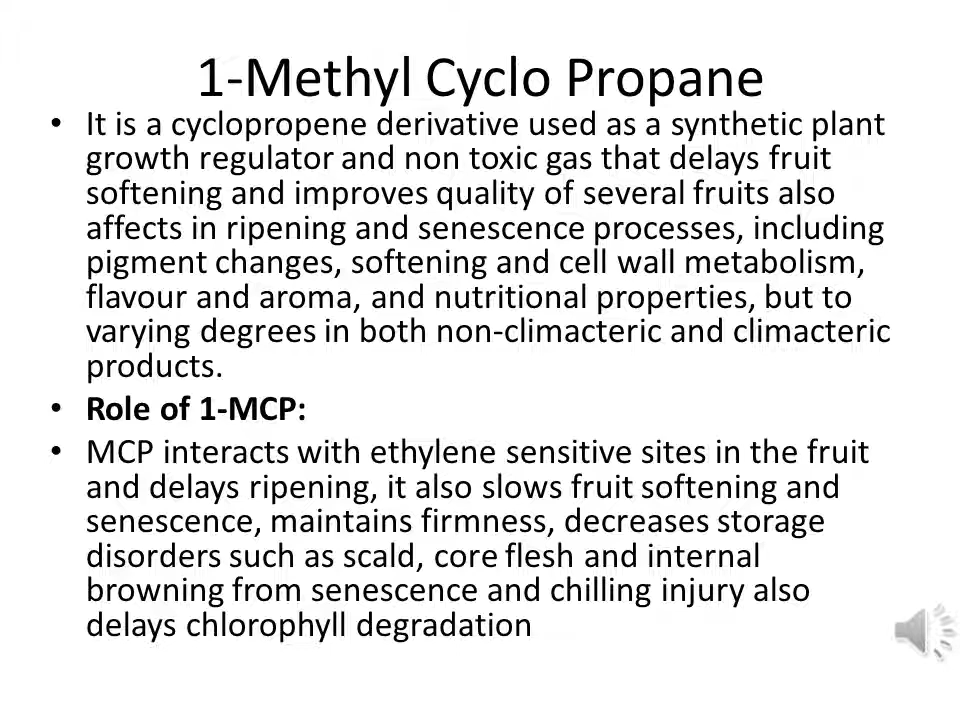 1-Methyl Cyclo Propane
• It is a cyclopropene derivative used as a synthetic plant
growth regulator and non toxic gas that delays fruit
softening and improves quality of several fruits also
affects in ripening and senescence processes, including
pigment changes, softening and cell wall metabolism,
flavour and aroma, and nutritional properties, but to
varying degrees in both non-climacteric and climacteric
products.
• Role of 1-MCP:
• MCP interacts with ethylene sensitive sites in the fruit
and delays ripening, it also slows fruit softening and
senescence, maintains firmness, decreases storage
disorders such as scald, core flesh and internal
browning from senescence and chilling injury also
delays chlorophyll degradation